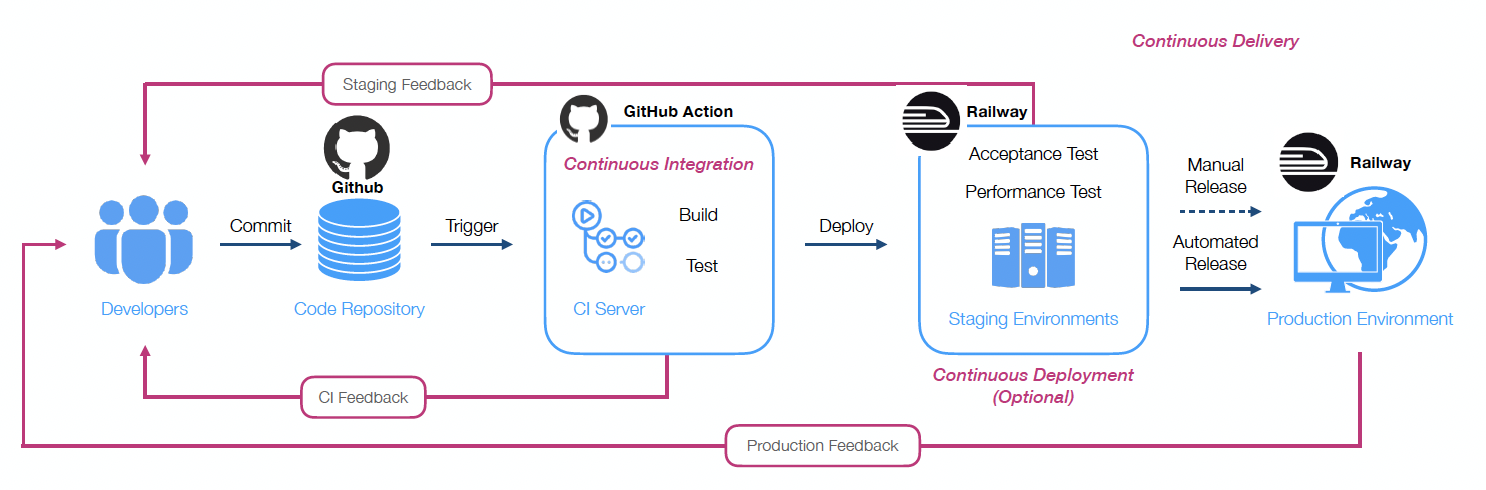 Continuous Delivery
Staging Feedback
GitHub Action
Railway
Github
Continuous Integration
Acceptance Test
Performance Test
Manual
Release
Railway
Commit
Trigger
Build
Test
Deploy
Automated
Release
Developers
Code Repository
CI Server
Staging Environments
Production Environment
Continuous Deployment
(Optional)
CI Feedback
Production Feedback